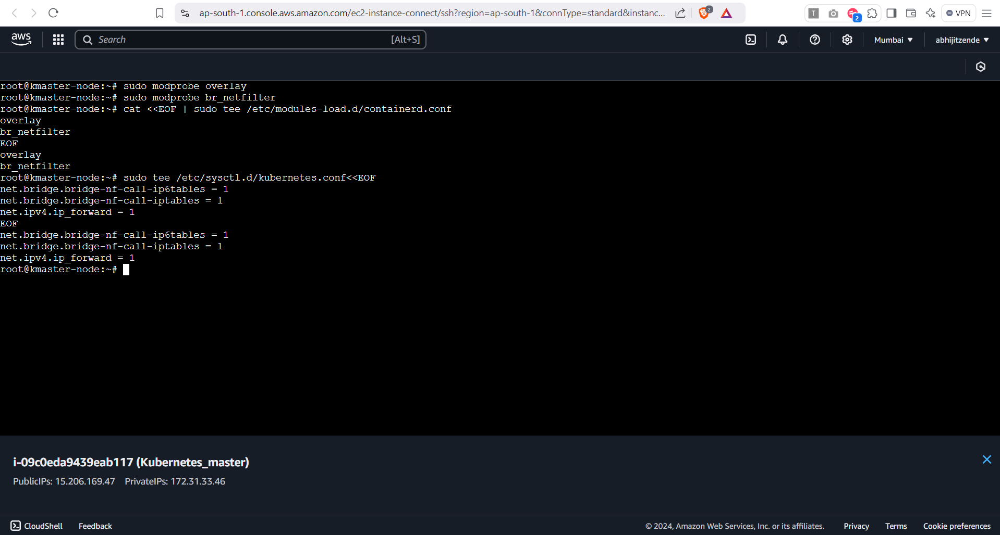 ap-south-1.console.aws.amazon.com/ec2-instance-connect/ssh?region=ap-south-1&connType=standard&instanc...
2
T
2
VPN
aws
Search
[Alt+S]
Mumbai
abhijitzende
root@kmaster-node:~# sudo modprobe overlay
root@kmaster-node:~# sudo modprobe br_netfilter
root@kmaster-node:~# cat <<EOF | sudo tee /etc/modules-load.d/containerd.conf
overlay
br_netfilter
EOF
overlay
br_netfilter
root@kmaster-node:~# sudo tee /etc/sysctl.d/kubernetes.conf<<EOF
net.bridge.bridge-nf-call-ip6tables = 1
net.bridge.bridge-nf-call-iptables = 1
net.ipv4.ip_forward = 1
EOF
net.bridge.bridge-nf-call-ip6tables = 1
net.bridge.bridge-nf-call-iptables = 1
net.ipv4.ip_forward = 1
root@kmaster-node:~#
i-09c0eda9439eab117 (Kubernetes_master)
PublicIPs: 15.206.169.47 PrivateIPs: 172.31.33.46
CloudShell Feedback © 2024, Amazon Web Services, Inc. or its affiliates. Privacy Terms Cookie preferences